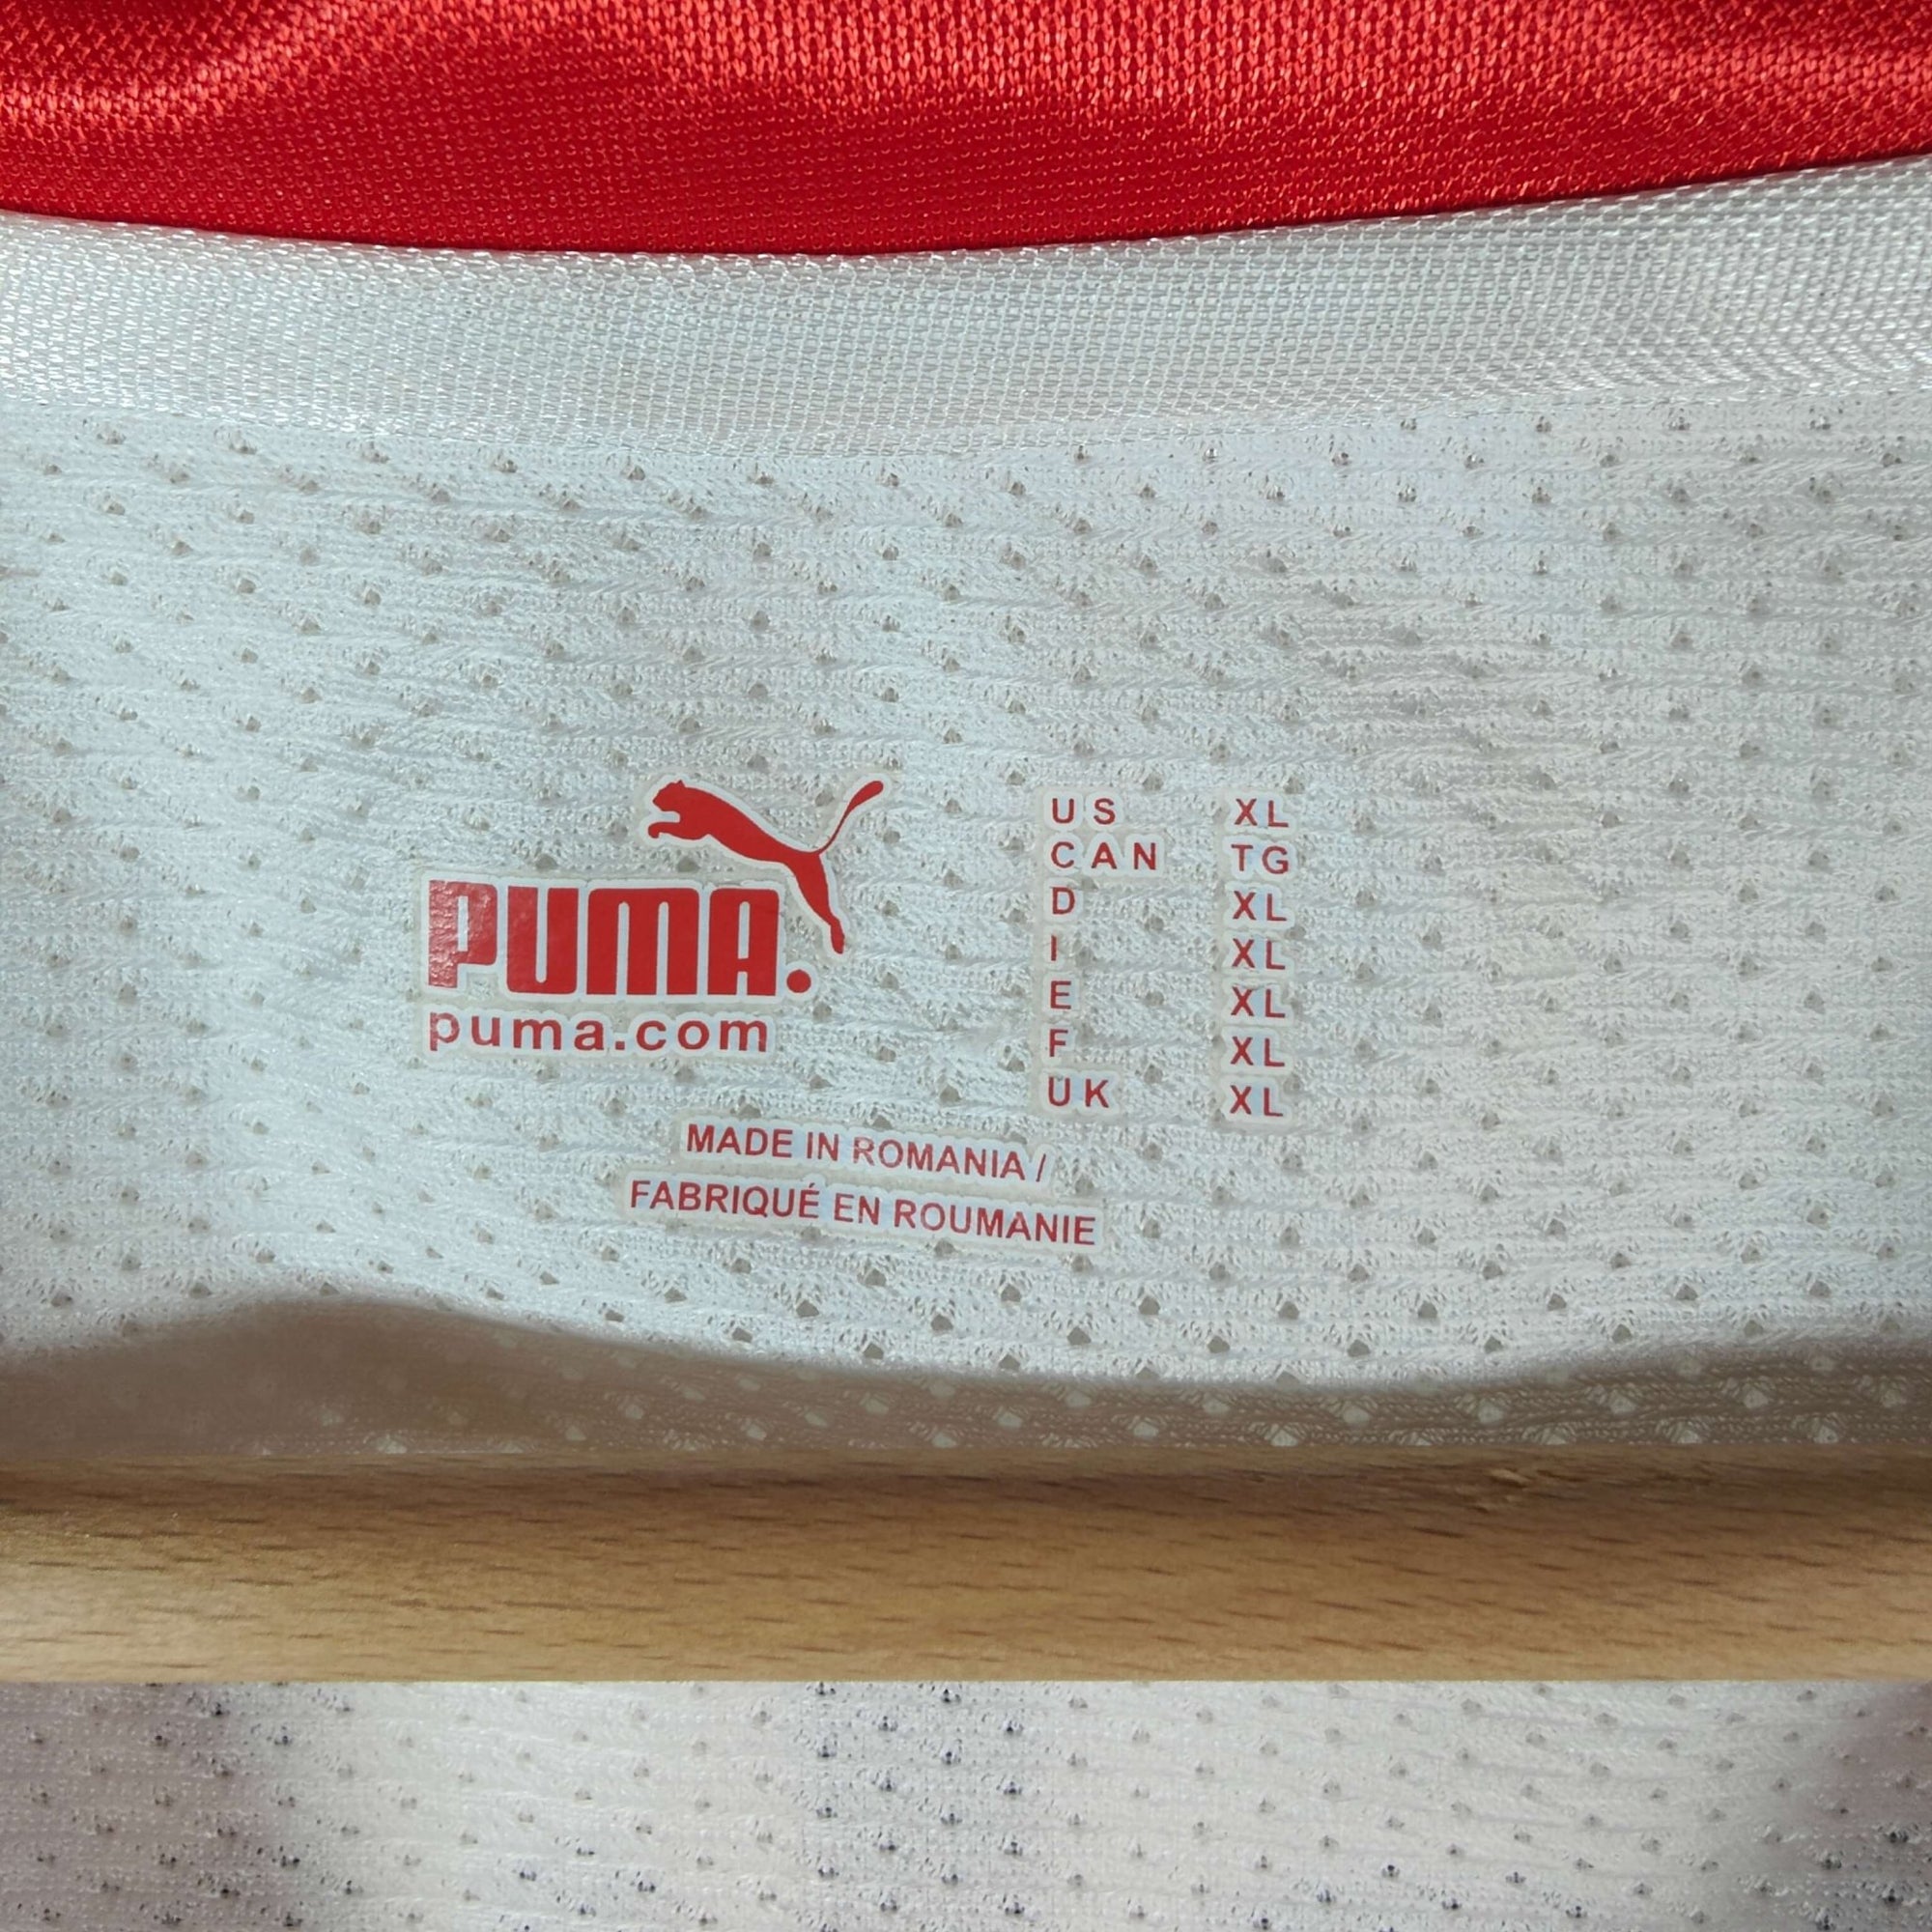 PUMA.
puma.com
US XL
CAN TG
D XL
I XL
E XL
F XL
UK XL
MADE IN ROMANIA /
FABRIQUÉ EN ROUMANIE